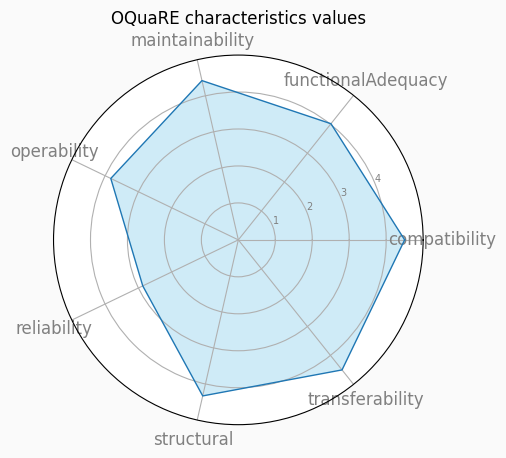 OQuaRE characteristics values
maintainability
functionalAdequacy
operability
4
3
2
1
compatibility
reliability
transferability
structural